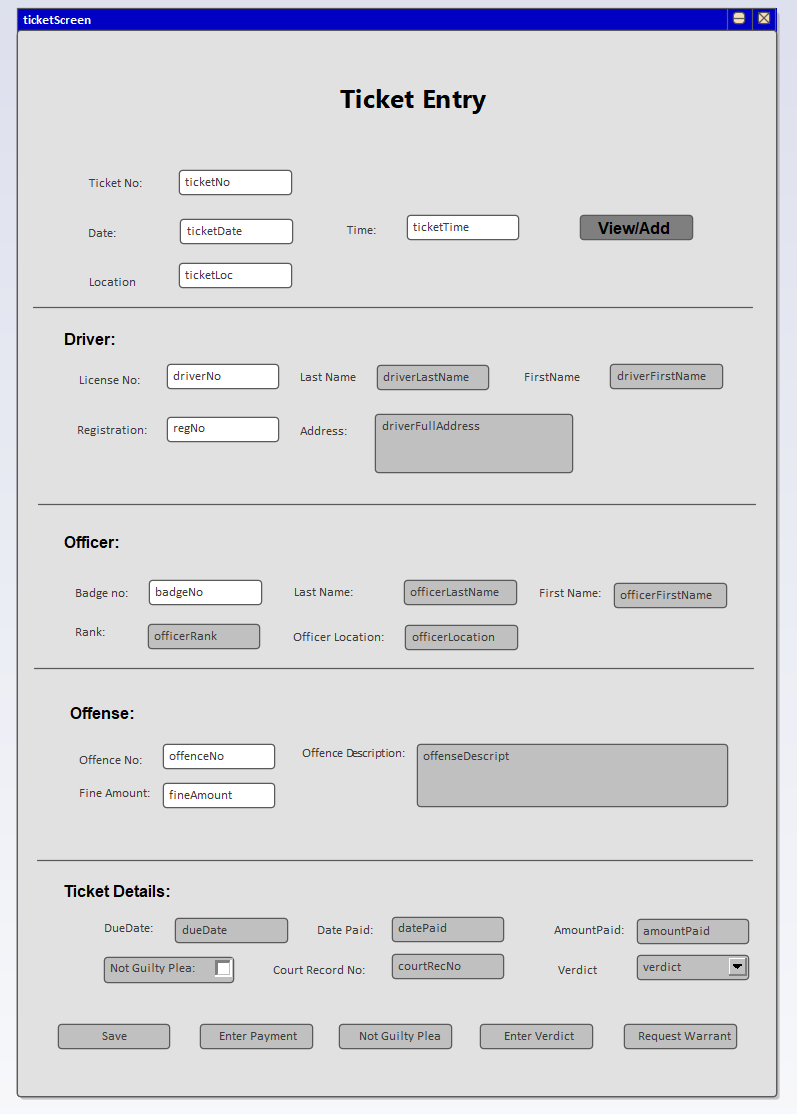 ticketScreen
Ticket Entry
Ticket No: ticketNo
Date: ticketDate Time: ticketTime View/Add
Location ticketLoc
Driver:
License No: driverNo Last Name driverLastName FirstName driverFirstName
Registration: regNo Address: driverFullAddress
Officer:
Badge no: badgeNo Last Name: officerLastName First Name: officerFirstName
Rank: officerRank Officer Location: officerLocation
Offense:
Offence No: offenceNo Offence Description: offenseDescript
Fine Amount: fineAmount
Ticket Details:
DueDate: dueDate Date Paid: datePaid AmountPaid: amountPaid
Not Guilty Plea: Court Record No: courtRecNo Verdict verdict
Save Enter Payment Not Guilty Plea Enter Verdict Request Warrant